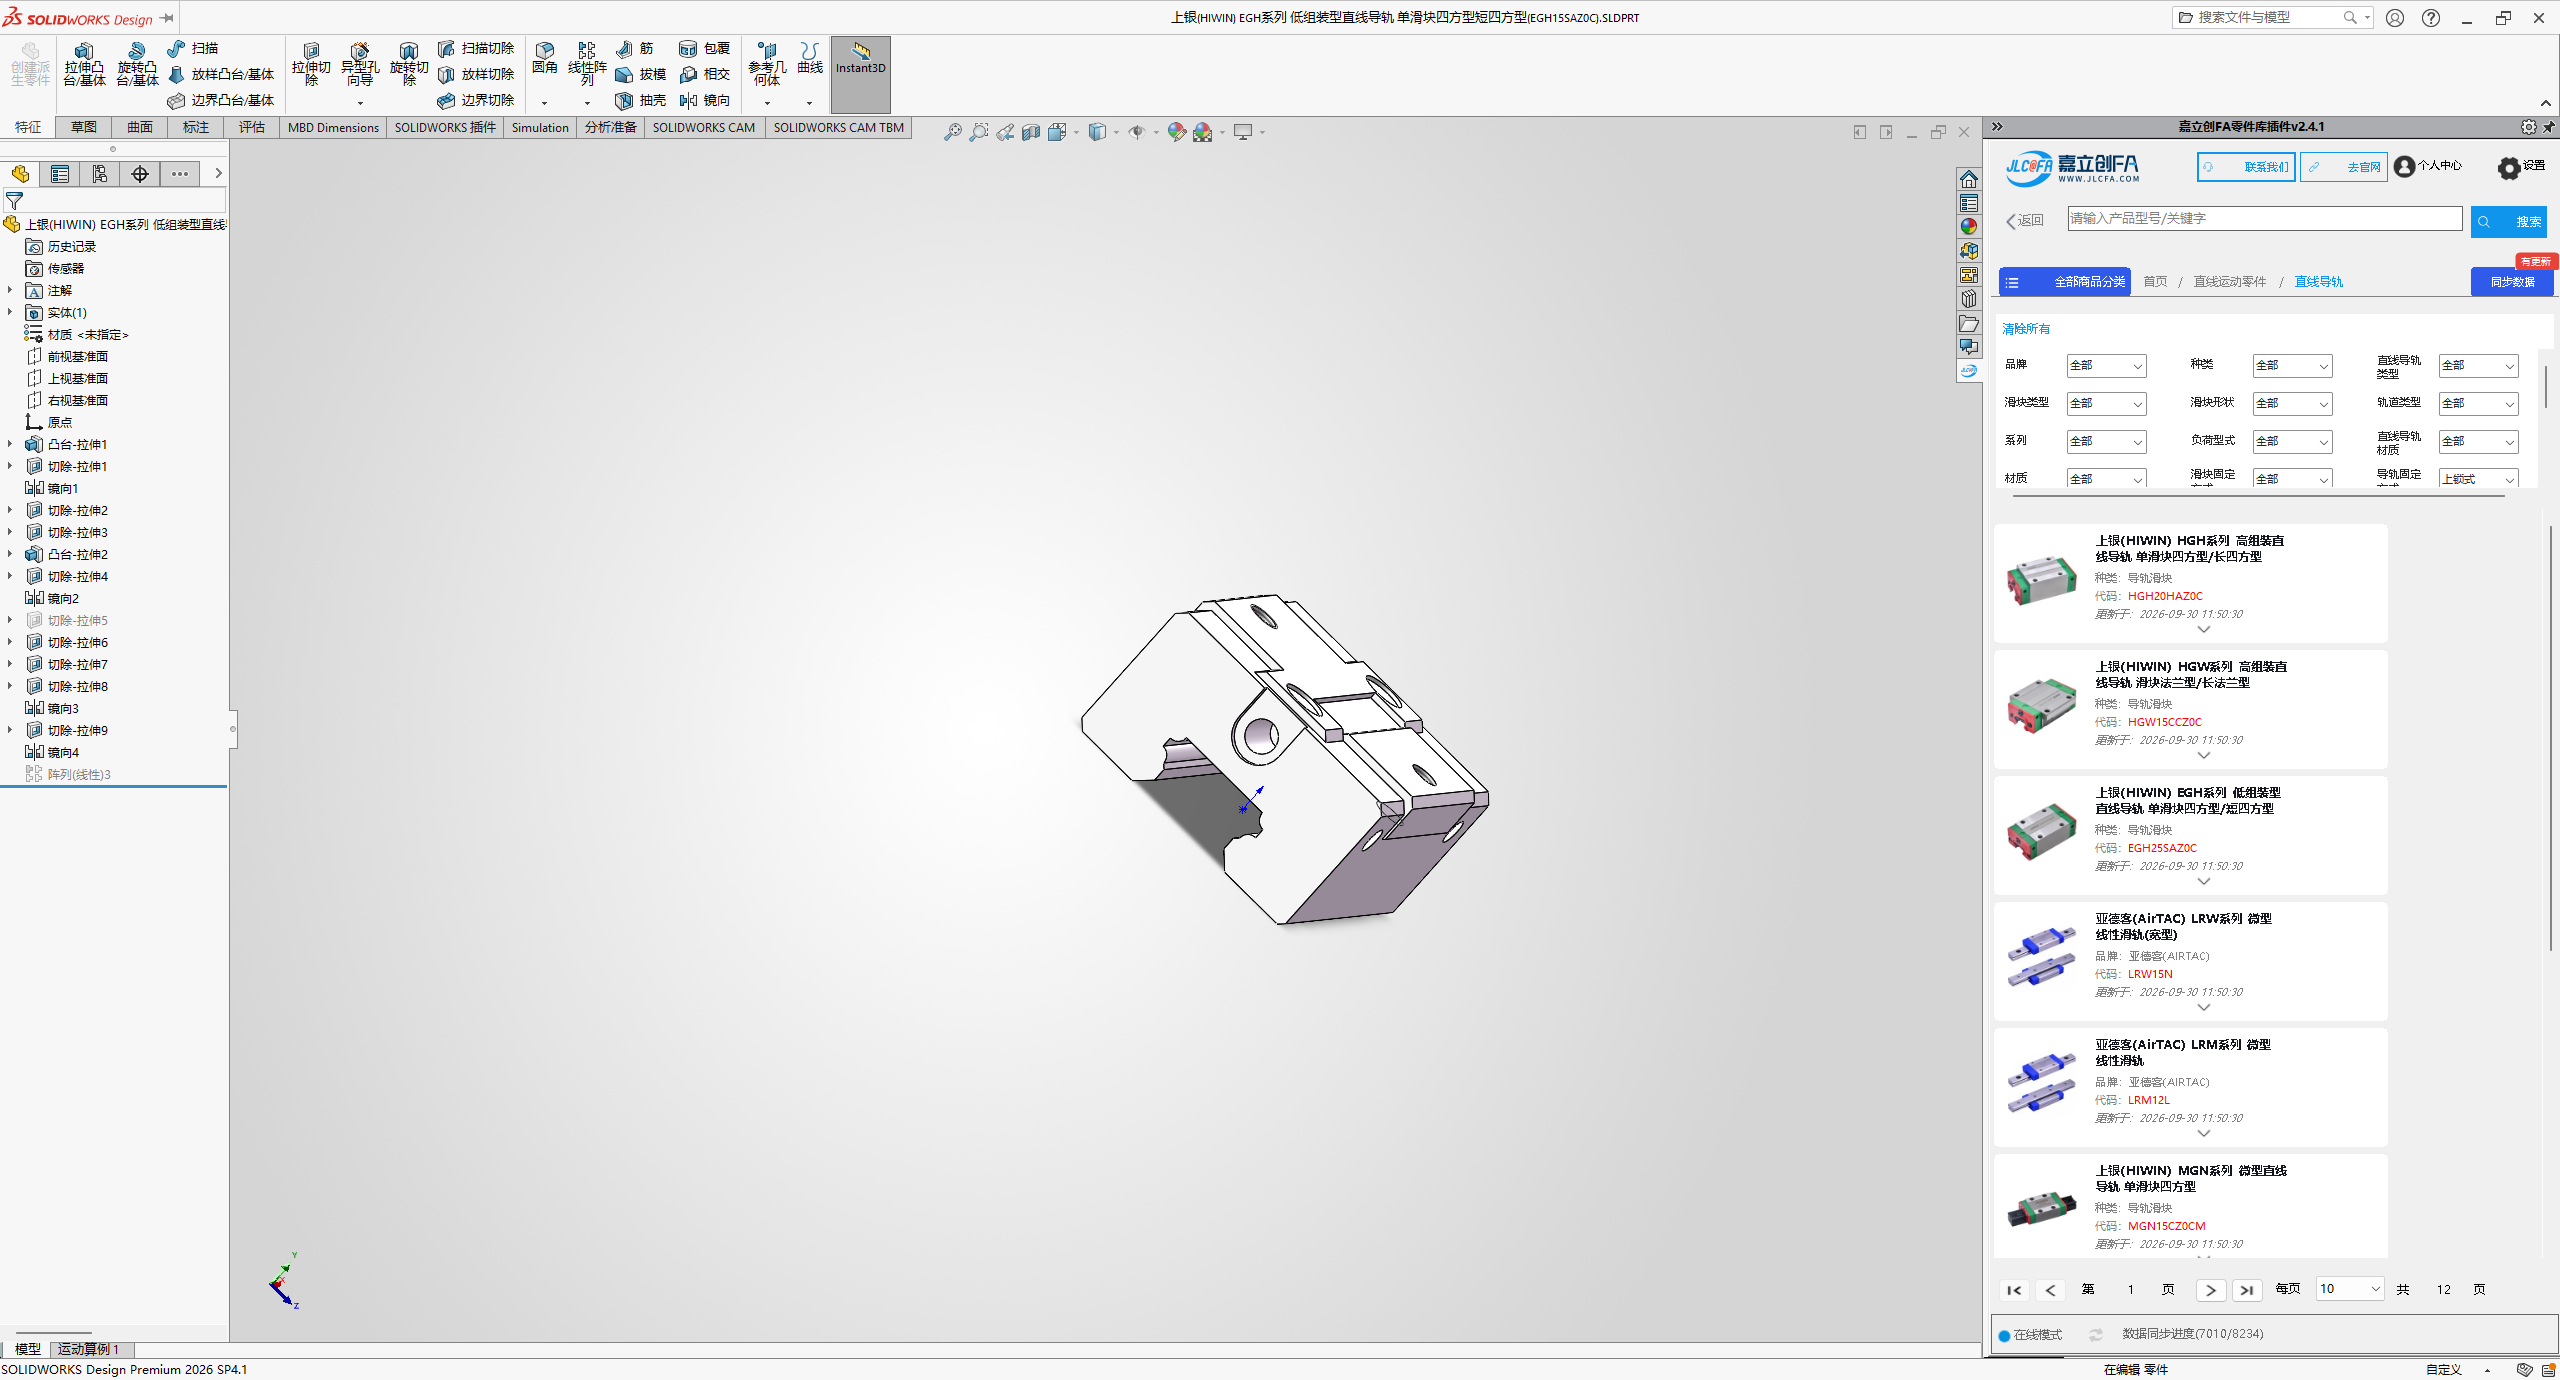 SOLIDWORKS Design
上银(HIWIN) EGH系列 低组装型直线导轨 单滑块四方型短四方型(EGH15SAZ0C).SLDPRT
搜索文件与模型
创建派生零件
拉伸凸台/基体
旋转凸台/基体
扫描
放样凸台/基体
边界凸台/基体
拉伸切除
异型孔向导
旋转切除
扫描切除
放样切除
边界切除
圆角
线性阵列
筋
拔模
抽壳
包覆
相交
镜向
参考几何体
曲线
Instant3D
特征
草图
曲面
标注
评估
MBD Dimensions
SOLIDWORKS 插件
Simulation
分析准备
SOLIDWORKS CAM
SOLIDWORKS CAM TBM
上银(HIWIN) EGH系列 低组装型直线
历史记录
传感器
注解
实体(1)
材质 <未指定>
前视基准面
上视基准面
右视基准面
原点
凸台-拉伸1
切除-拉伸1
镜向1
切除-拉伸2
切除-拉伸3
凸台-拉伸2
切除-拉伸4
镜向2
切除-拉伸5
切除-拉伸6
切除-拉伸7
切除-拉伸8
镜向3
切除-拉伸9
镜向4
阵列(线性)3
Y
X
Z
嘉立创FA零件库插件v2.4.1
JLC@FA 嘉立创FA
WWW.JLCFA.COM
联系我们
去官网
个人中心
设置
返回
请输入产品型号/关键字
搜索
有更新
全部商品分类
首页 / 直线运动零件 / 直线导轨
同步数据
清除所有
品牌 全部 种类 全部 直线导轨类型 全部
滑块类型 全部 滑块形状 全部 轨道类型 全部
系列 全部 负荷型式 全部 直线导轨材质 全部
材质 全部 滑块固定 全部 导轨固定 上锁式
上银(HIWIN) HGH系列 高组装直
线导轨 单滑块四方型/长四方型
种类: 导轨滑块
代码: HGH20HAZ0C
更新于: 2026-09-30 11:50:30
上银(HIWIN) HGW系列 高组装直
线导轨 滑块法兰型/长法兰型
种类: 导轨滑块
代码: HGW15CCZ0C
更新于: 2026-09-30 11:50:30
上银(HIWIN) EGH系列 低组装型
直线导轨 单滑块四方型/短四方型
种类: 导轨滑块
代码: EGH25SAZ0C
更新于: 2026-09-30 11:50:30
亚德客(AirTAC) LRW系列 微型
线性滑轨(宽型)
品牌: 亚德客(AIRTAC)
代码: LRW15N
更新于: 2026-09-30 11:50:30
亚德客(AirTAC) LRM系列 微型
线性滑轨
品牌: 亚德客(AIRTAC)
代码: LRM12L
更新于: 2026-09-30 11:50:30
上银(HIWIN) MGN系列 微型直线
导轨 单滑块四方型
种类: 导轨滑块
代码: MGN15CZ0CM
更新于: 2026-09-30 11:50:30
第 1 页 每页 10 共 12 页
在线模式 数据同步进度(7010/8234)
模型
运动算例 1
SOLIDWORKS Design Premium 2026 SP4.1
在编辑 零件
自定义